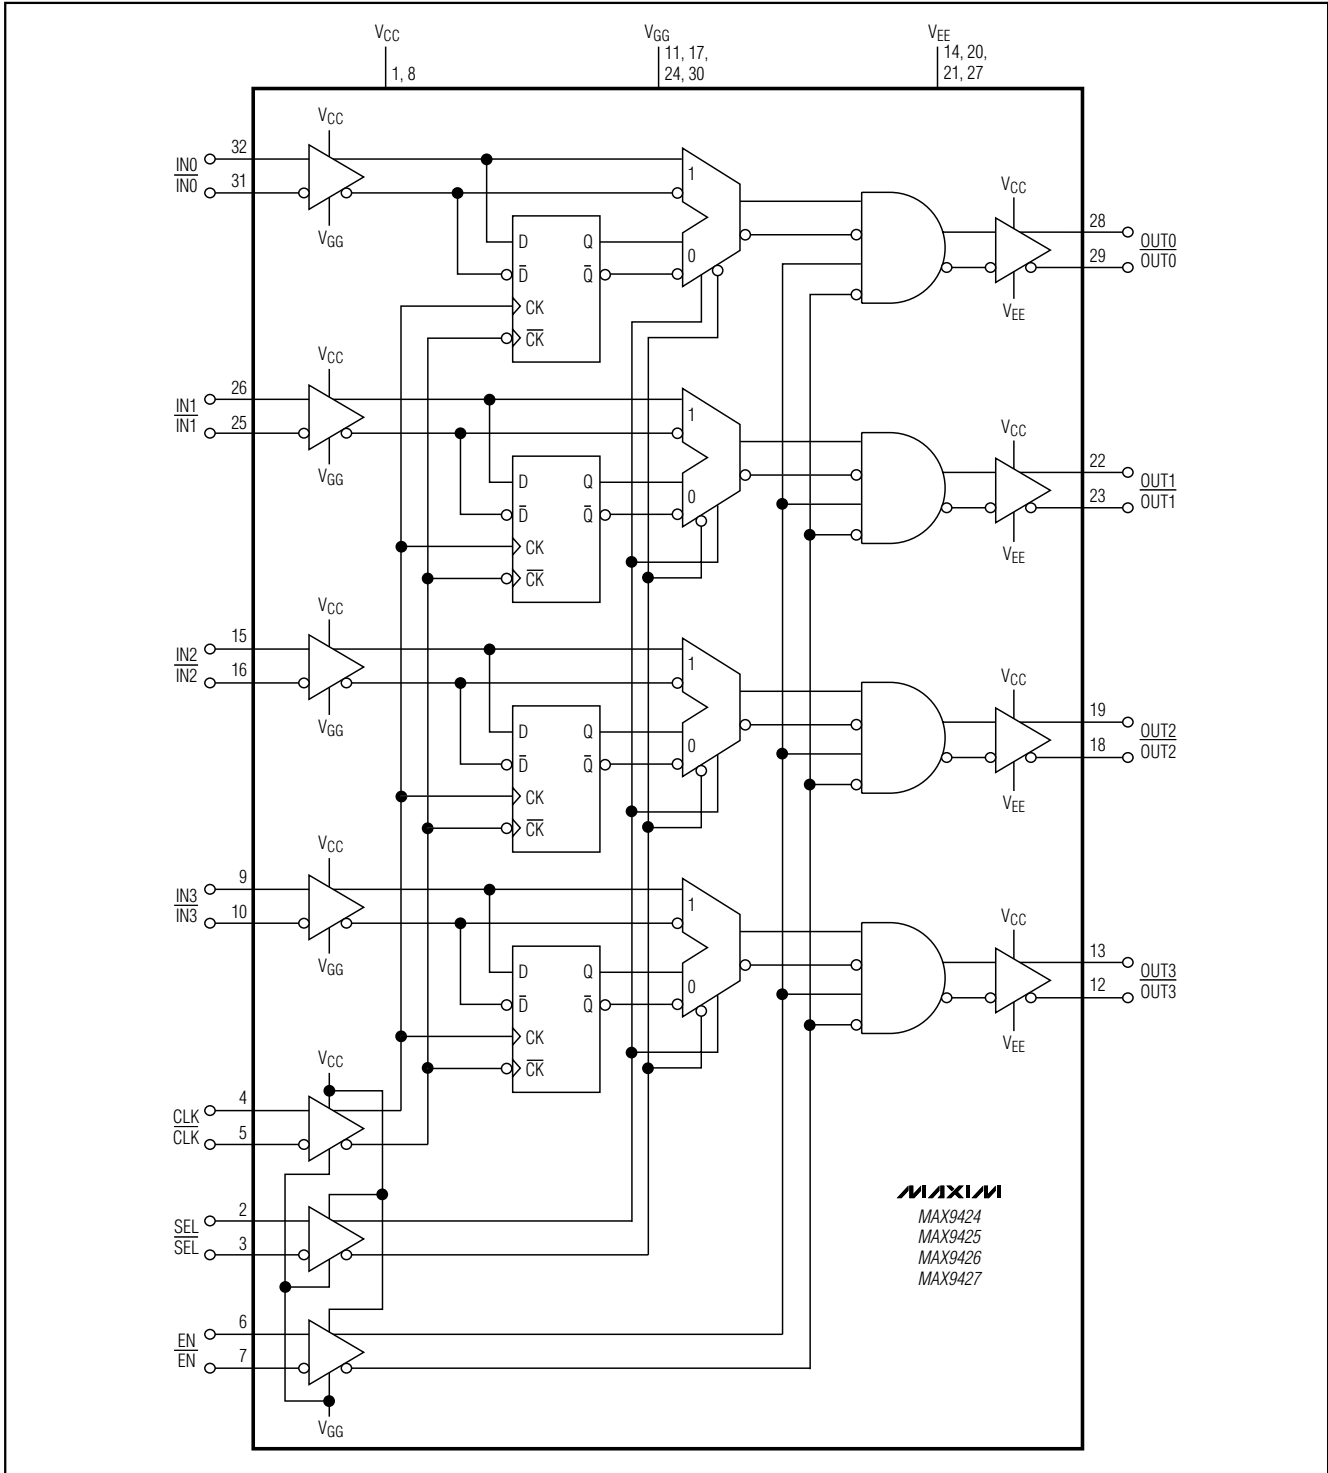 VCC
1, 8
VGG
11, 17,
24, 30
VEE
14, 20,
21, 27
VCC
32
IN0
IN0
31
VGG
1
0
D
Q
D
Q
CK
CK
VCC
28
OUT0
OUT0
29
VEE
VCC
26
IN1
IN1
25
VGG
1
0
D
Q
D
Q
CK
CK
VCC
22
OUT1
OUT1
23
VEE
VCC
15
IN2
IN2
16
VGG
1
0
D
Q
D
Q
CK
CK
VCC
19
OUT2
OUT2
18
VEE
VCC
9
IN3
IN3
10
VGG
1
0
D
Q
D
Q
CK
CK
VCC
13
OUT3
OUT3
12
VEE
VCC
4
CLK
CLK
5
2
SEL
SEL
3
6
EN
EN
7
VGG
MAXIM
MAX9424
MAX9425
MAX9426
MAX9427